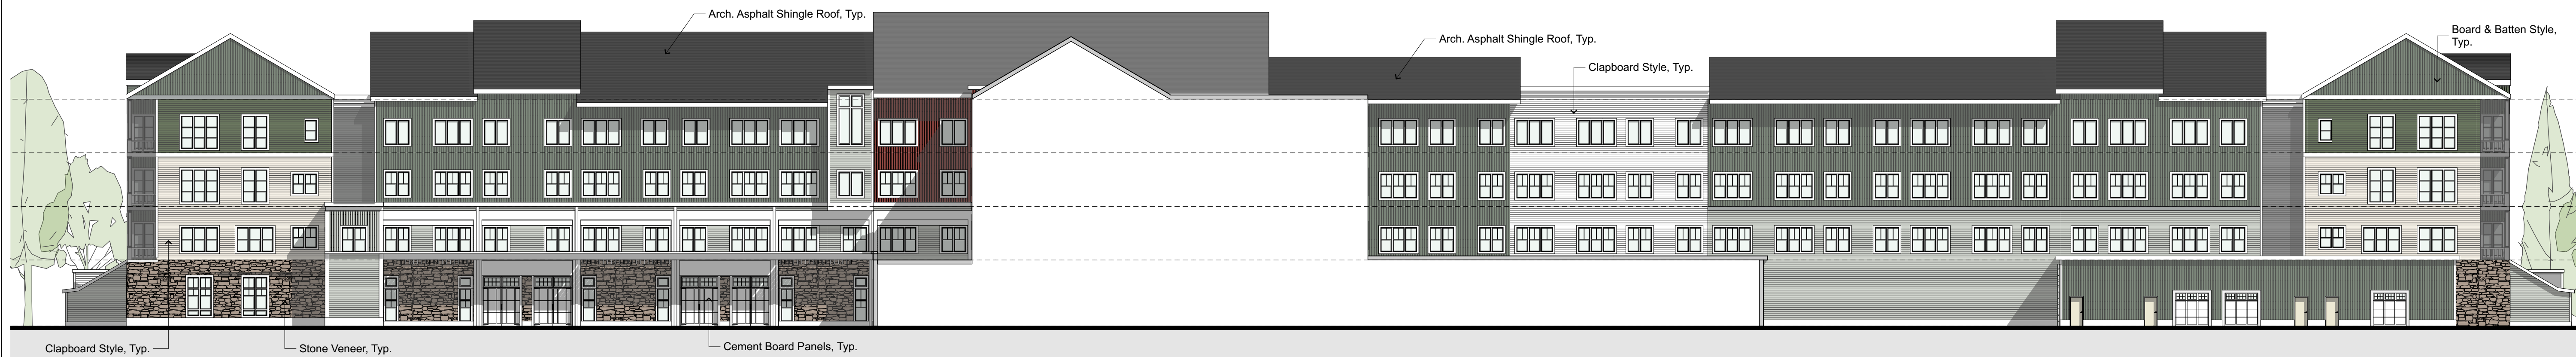 Arch. Asphalt Shingle Roof, Typ.
Arch. Asphalt Shingle Roof, Typ.
Clapboard Style, Typ.
Board & Batten Style,
Typ.
Clapboard Style, Typ.
Stone Veneer, Typ.
Cement Board Panels, Typ.